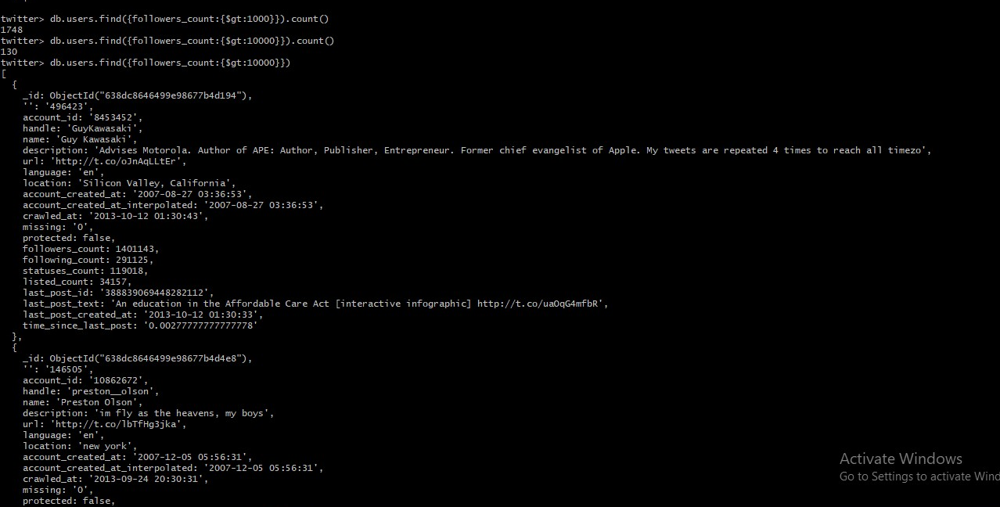 twitter> db.users.find({followers_count:{$gt:1000}}).count()
1748
twitter> db.users.find({followers_count:{$gt:10000}}).count()
130
twitter> db.users.find({followers_count:{$gt:10000}})
[
  {
    _id: ObjectId("638dc8646499e98677b4d194"),
    '': '496423',
    account_id: '8453452',
    handle: 'GuyKawasaki',
    name: 'Guy Kawasaki',
    description: 'Advises Motorola. Author of APE: Author, Publisher, Entrepreneur. Former chief evangelist of Apple. My tweets are repeated 4 times to reach all timezo',
    url: 'http://t.co/oJnAqLLtEr',
    language: 'en',
    location: 'Silicon Valley, California',
    account_created_at: '2007-08-27 03:36:53',
    account_created_at_interpolated: '2007-08-27 03:36:53',
    crawled_at: '2013-10-12 01:30:43',
    missing: '0',
    protected: false,
    followers_count: 1401143,
    following_count: 291125,
    statuses_count: 119018,
    listed_count: 34157,
    last_post_id: '388839069448282112',
    last_post_text: 'An education in the Affordable Care Act [interactive infographic] http://t.co/uaOqG4mfbR',
    last_post_created_at: '2013-10-12 01:30:33',
    time_since_last_post: '0.00277777777777778'
  },
  {
    _id: ObjectId("638dc8646499e98677b4d4e8"),
    '': '146505',
    account_id: '10862672',
    handle: 'preston__olson',
    name: 'Preston Olson',
    description: 'im fly as the heavens, my boys',
    url: 'http://t.co/lbTfHg3jka',
    language: 'en',
    location: 'new york',
    account_created_at: '2007-12-05 05:56:31',
    account_created_at_interpolated: '2007-12-05 05:56:31',
    crawled_at: '2013-09-24 20:30:31',
    missing: '0',
    protected: false,
Activate Windows
Go to Settings to activate Wind